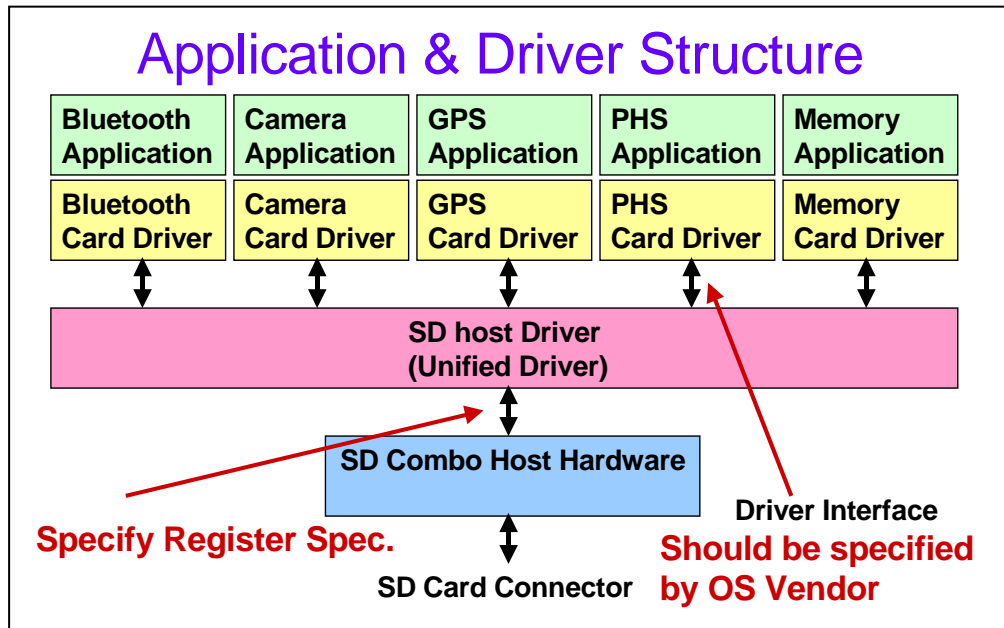 Application & Driver Structure
Bluetooth
Application
Camera
Application
GPS
Application
PHS
Application
Memory
Application
Bluetooth
Card Driver
Camera
Card Driver
GPS
Card Driver
PHS
Card Driver
Memory
Card Driver
SD host Driver
(Unified Driver)
SD Combo Host Hardware
Specify Register Spec.
Driver Interface
Should be specified
by OS Vendor
SD Card Connector